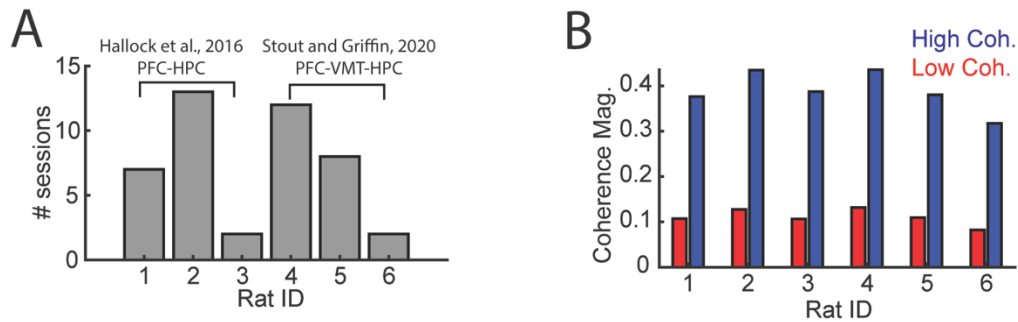 A
Hallock et al., 2016
PFC-HPC
Stout and Griffin, 2020
PFC-VMT-HPC
# sessions
15
10
5
0
1 2 3 4 5 6
Rat ID
B
High Coh.
Low Coh.
Coherence Mag.
0.4
0.3
0.2
0.1
0
1 2 3 4 5 6
Rat ID